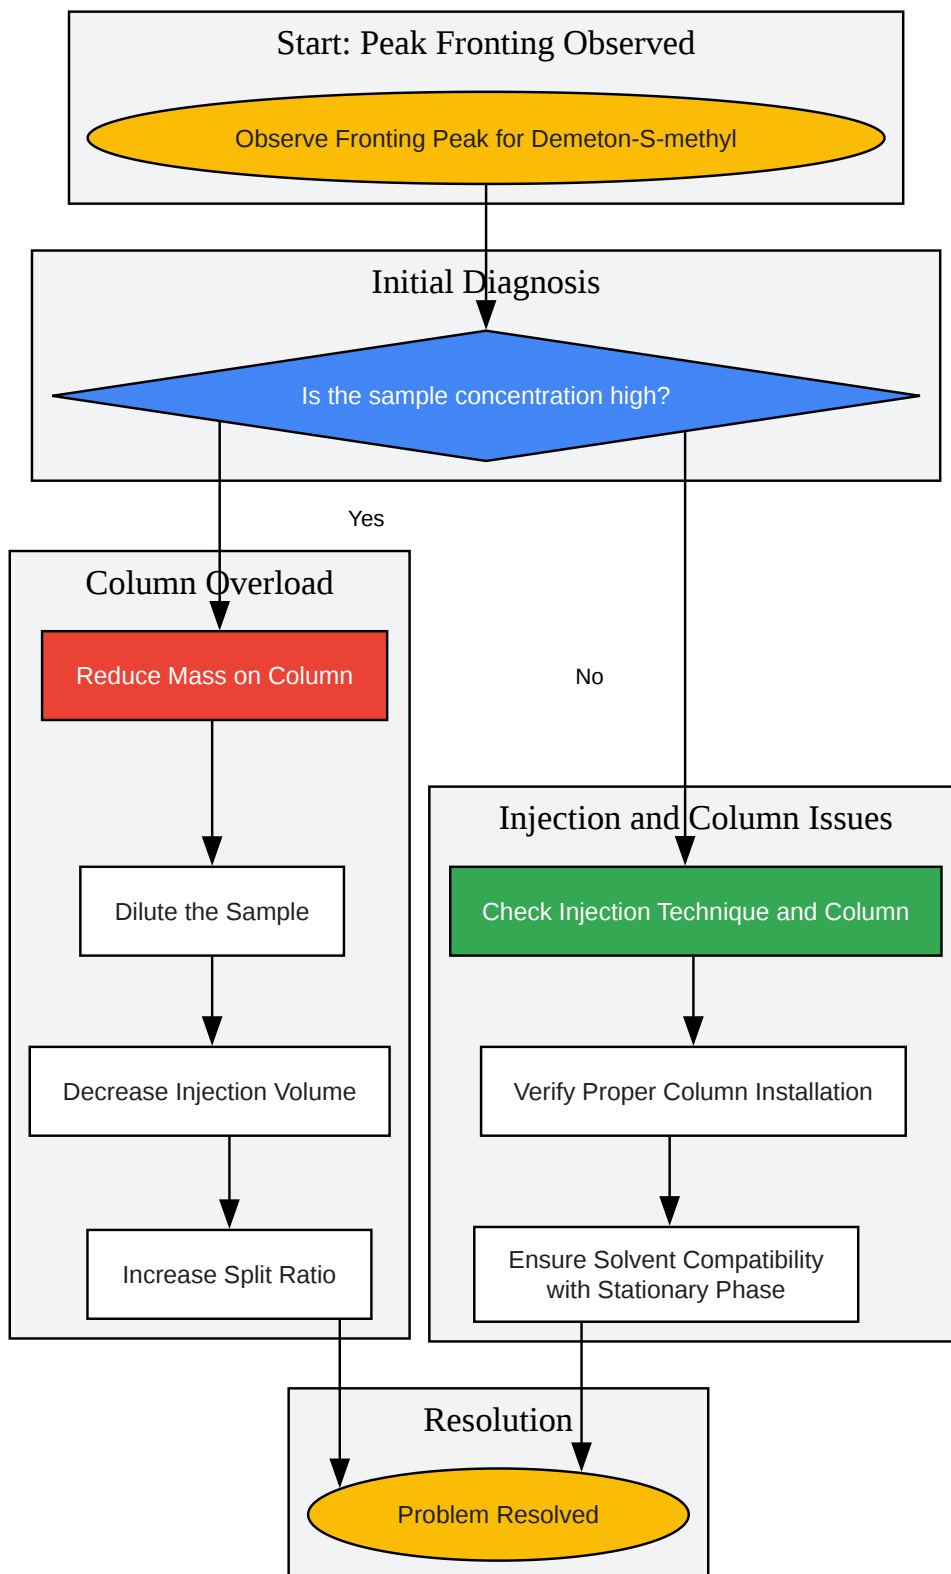 Start: Peak Fronting Observed
Observe Fronting Peak for Demeton-S-methyl
Initial Diagnosis
Is the sample concentration high?
Yes
Column Overload
Reduce Mass on Column
No
Dilute the Sample
Decrease Injection Volume
Increase Split Ratio
Injection and Column Issues
Check Injection Technique and Column
Verify Proper Column Installation
Ensure Solvent Compatibility
with Stationary Phase
Resolution
Problem Resolved